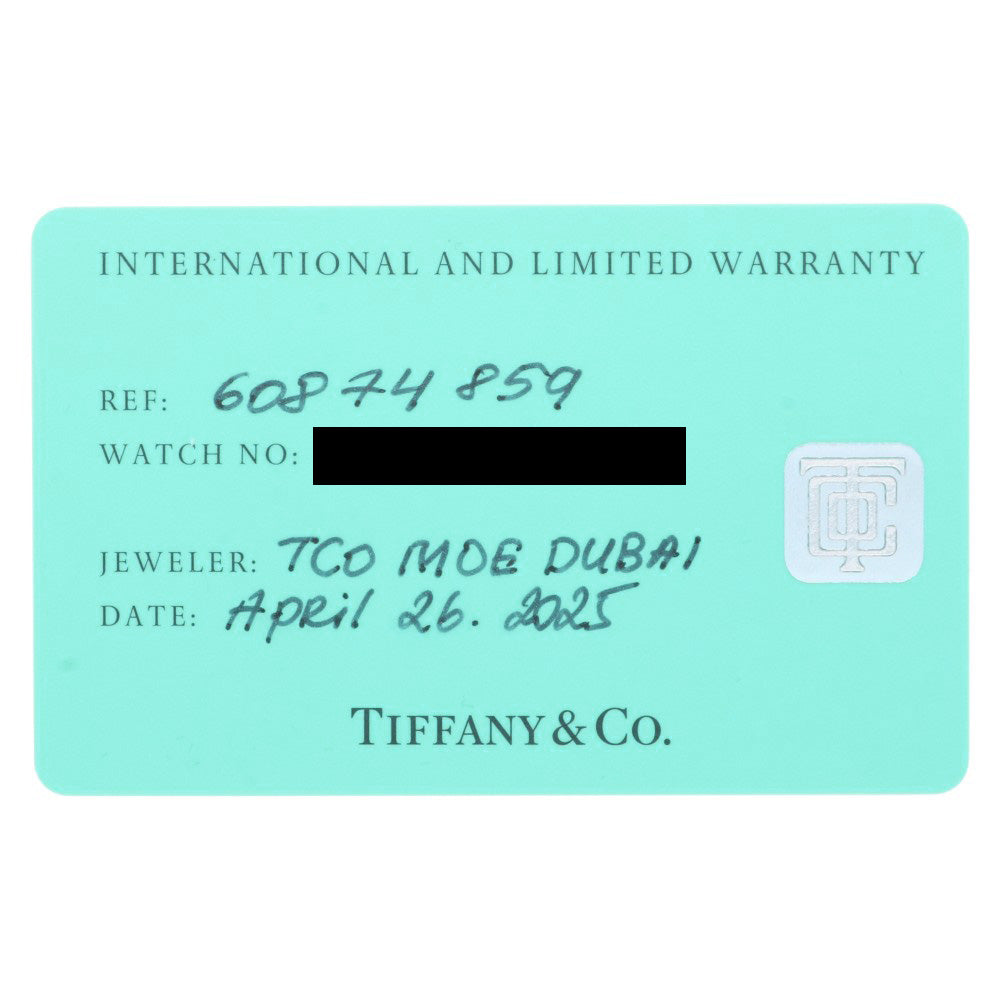 INTERNATIONAL AND LIMITED WARRANTY
REF: 60874859
WATCH NO:
JEWELER: TCO MOE DUBAI
DATE: April 26. 2025
TIFFANY & CO.